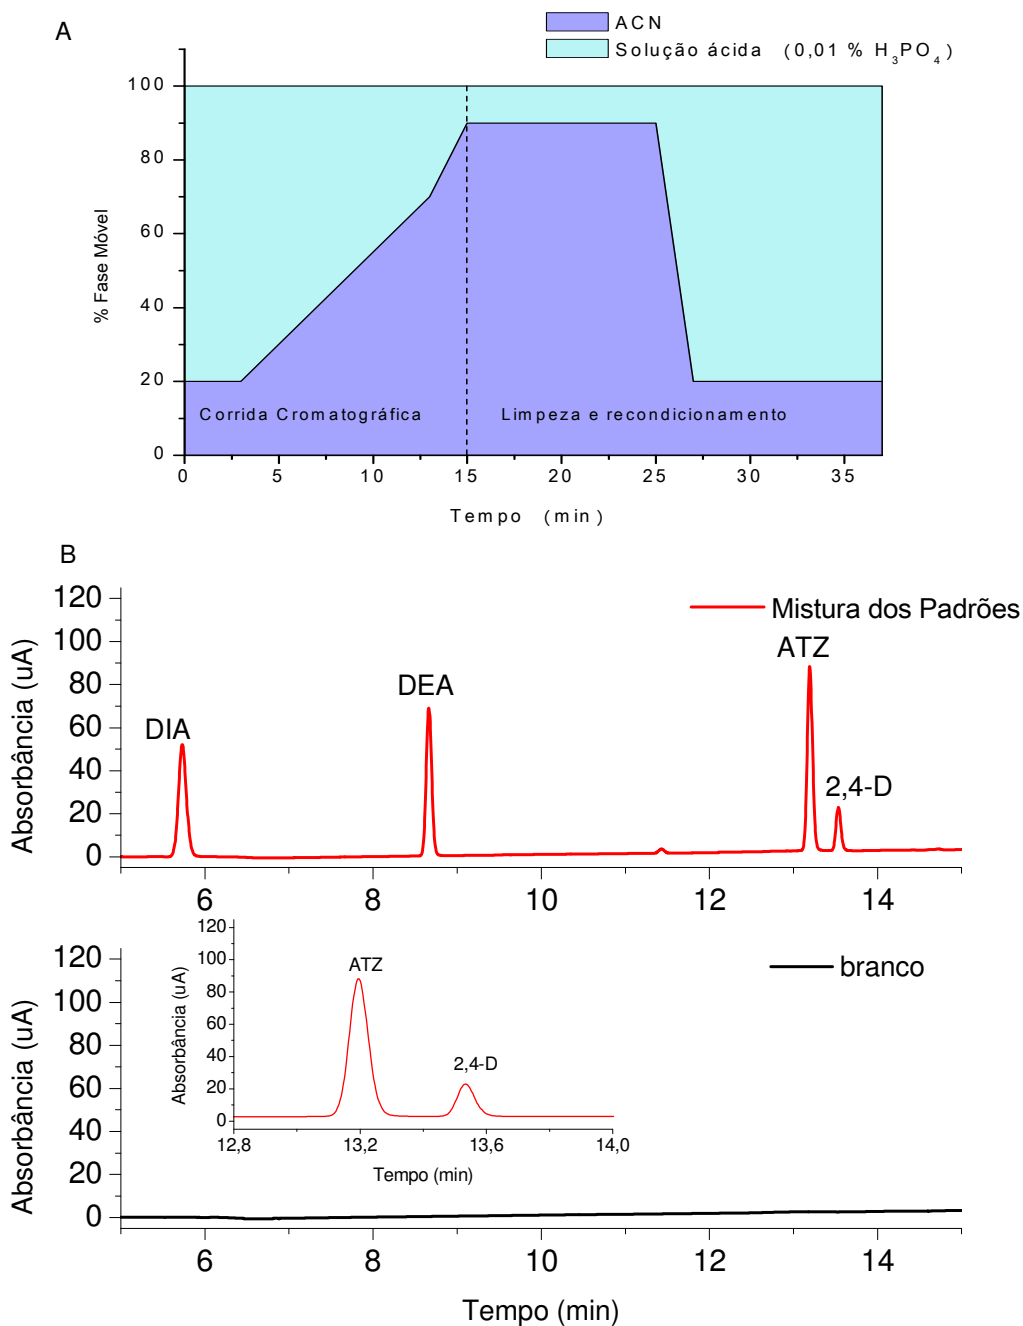 A
ACN
Solução ácida (0,01 % H3PO4)
100
80
60
40
20
0
% Fase Móvel
Corrida Cromatográfica
Limpeza e recondicionamento
0 5 10 15 20 25 30 35
Tempo (min)
B
120
100
80
60
40
20
0
Absorbância (uA)
Mistura dos Padrões
DIA
DEA
ATZ
2,4-D
6 8 10 12 14
120
100
80
60
40
20
0
Absorbância (uA)
branco
120
100
80
60
40
20
0
Absorbância (uA)
ATZ
2,4-D
12,8 13,2 13,6 14,0
Tempo (min)
6 8 10 12 14
Tempo (min)